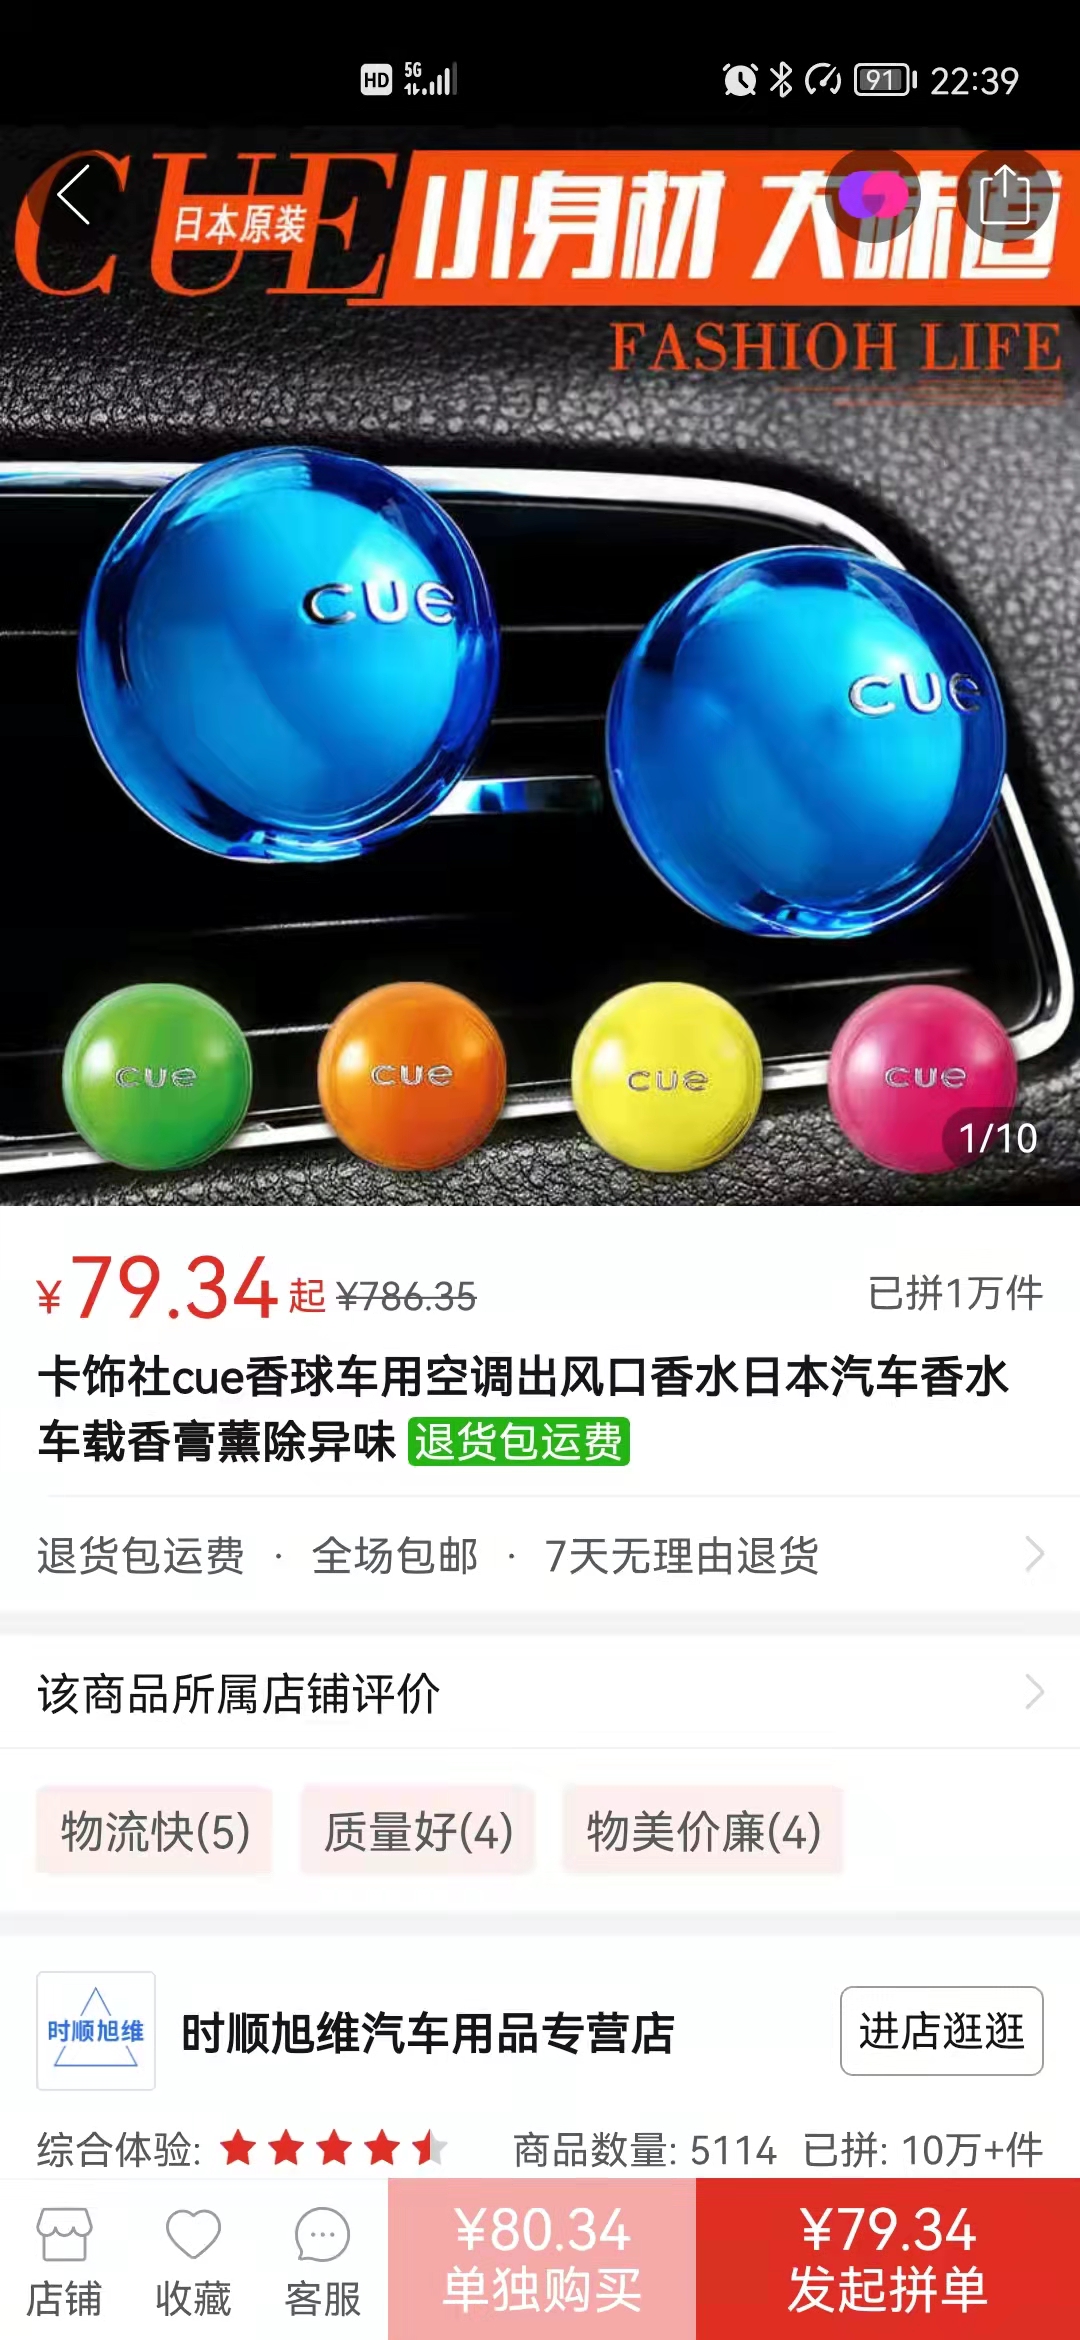 HD 5G 91 22:39
CUE
日本原装
小身材 大味道
FASHIOH LIFE
cue
cue
cue cue cue cue
1/10
¥79.34起 ¥786.35 已拼1万件
卡饰社cue香球车用空调出风口香水日本汽车香水
车载香膏薰除异味 退货包运费
退货包运费 · 全场包邮 · 7天无理由退货
该商品所属店铺评价
物流快(5) 质量好(4) 物美价廉(4)
时顺旭维 时顺旭维汽车用品专营店 进店逛逛
综合体验: 商品数量: 5114 已拼: 10万+件
店铺 收藏 客服
¥80.34 ¥79.34
单独购买 发起拼单